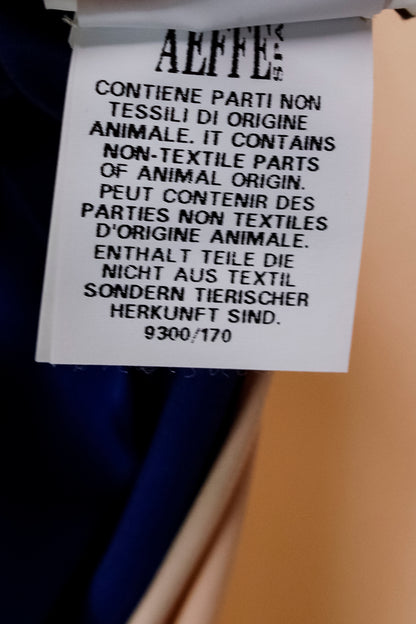 AEFFE SPA
CONTIENE PARTI NON
TESSILI DI ORIGINE
ANIMALE. IT CONTAINS
NON-TEXTILE PARTS
OF ANIMAL ORIGIN.
PEUT CONTENIR DES
PARTIES NON TEXTILES
D'ORIGINE ANIMALE.
ENTHALT TEILE DIE
NICHT AUS TEXTIL
SONDERN TIERISCHER
HERKUNFT SIND.
9300/170